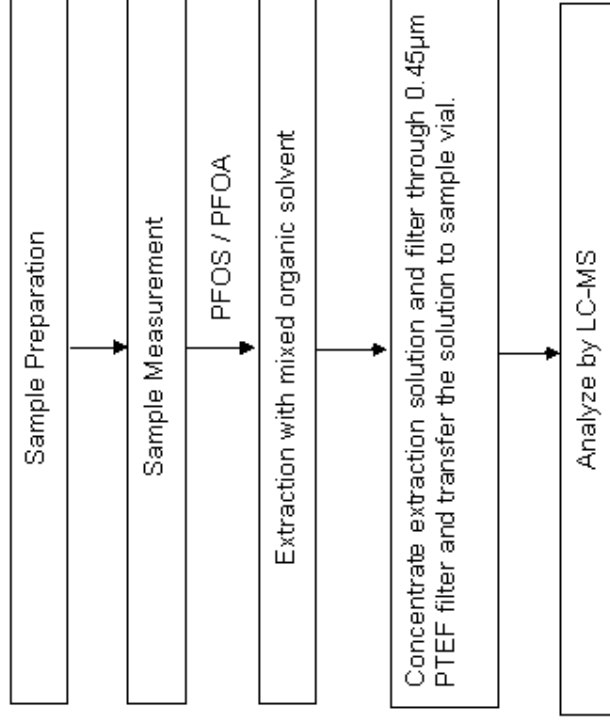 Sample Preparation
Sample Measurement
PFOS / PFOA
Extraction with mixed organic solvent
Concentrate extraction solution and filter through 0.45µm
PTEF filter and transfer the solution to sample vial.
Analyze by LC-MS